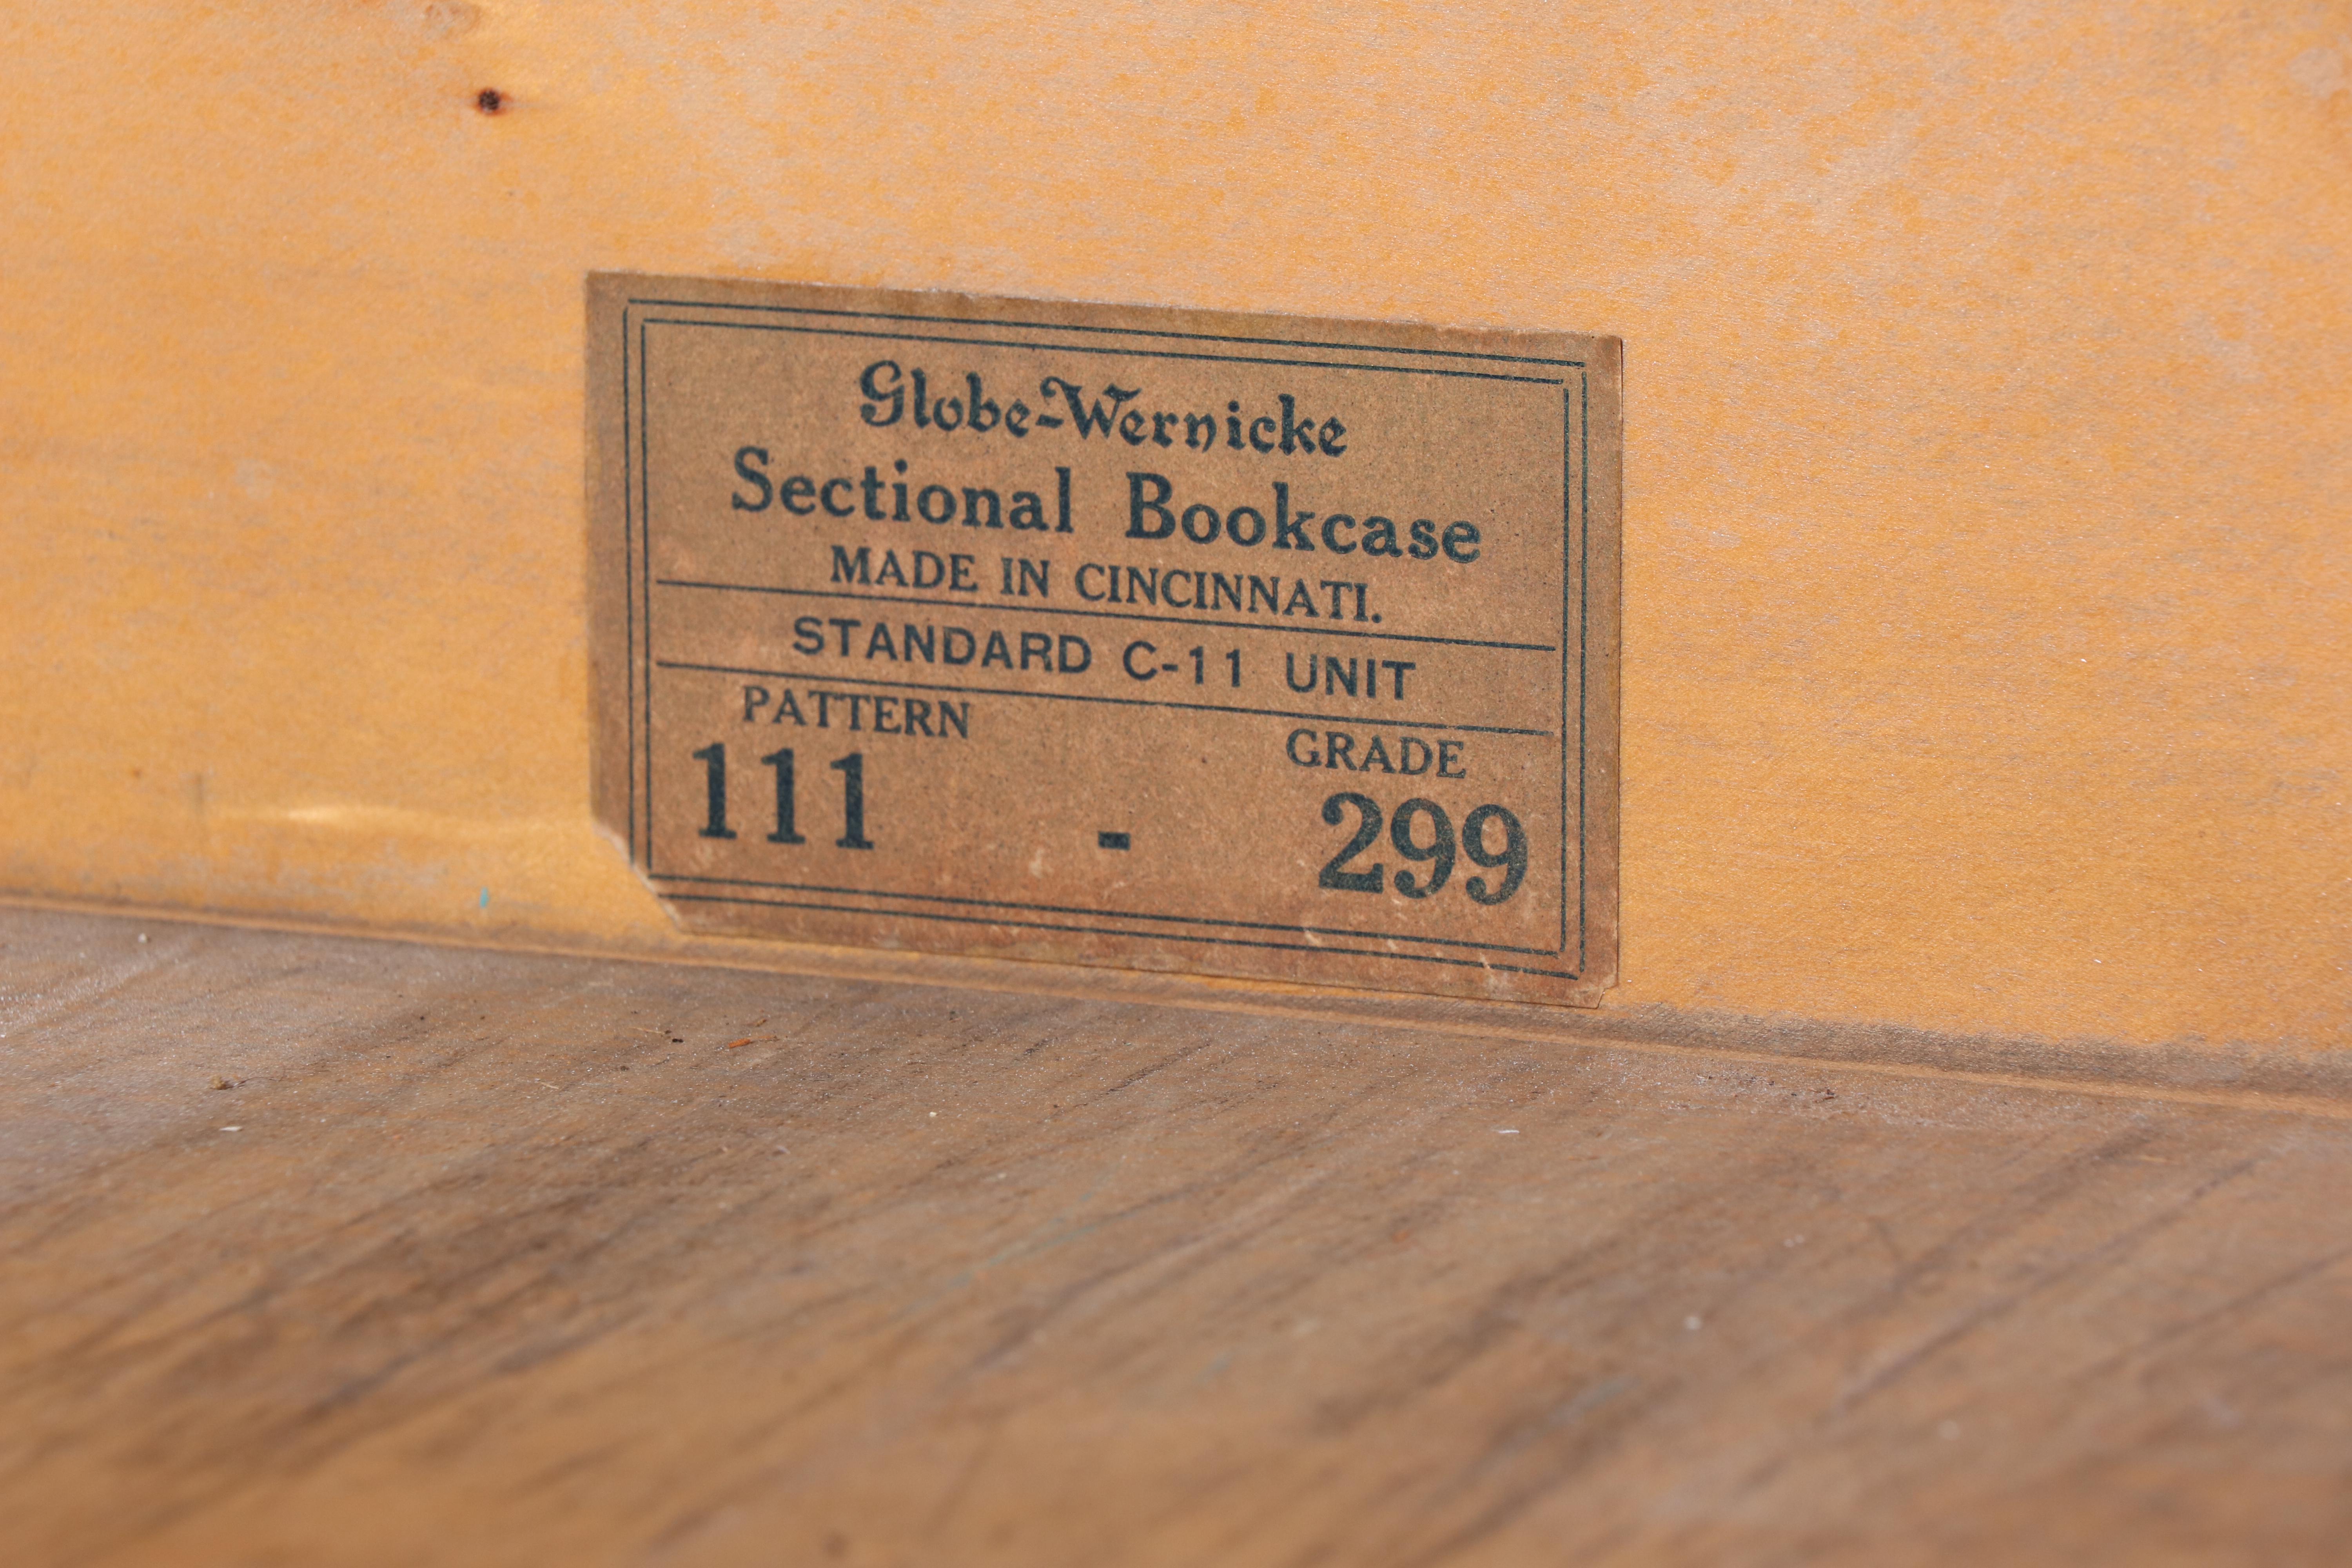 Globe-Wernicke
Sectional Bookcase
MADE IN CINCINNATI.
STANDARD C-11 UNIT
PATTERN GRADE
111 - 299